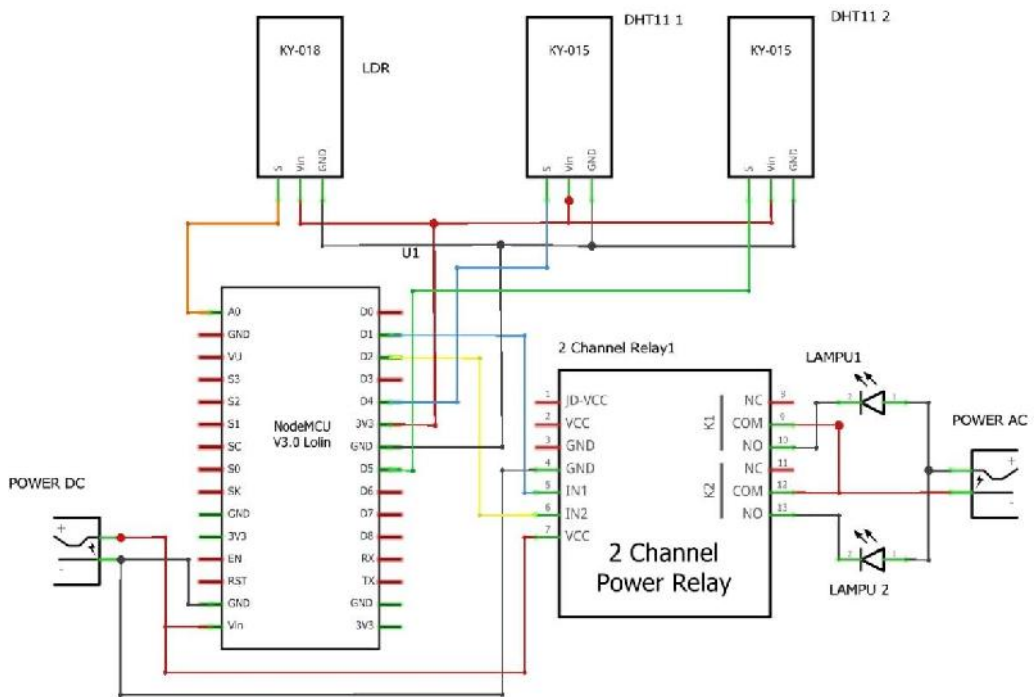 DHT11 1
DHT11 2
KY-018
LDR
KY-015
KY-015
S
Vin
GND
S
Vin
GND
S
Vin
GND
U1
A0
GND
VU
S3
S2
S1
SC
S0
SK
GND
3V3
EN
RST
GND
Vin
NodeMCU
V3.0 Lolin
D0
D1
D2
D3
D4
3V3
GND
D5
D6
D7
D8
RX
TX
GND
3V3
POWER DC
+
-
2 Channel Relay1
1
2
3
4
5
6
7
JD-VCC
VCC
GND
GND
IN1
IN2
VCC
K1
K2
NC
COM
NO
NC
COM
NO
8
9
10
11
12
13
2 Channel
Power Relay
LAMPU1
2
1
POWER AC
+
-
2
1
LAMPU 2